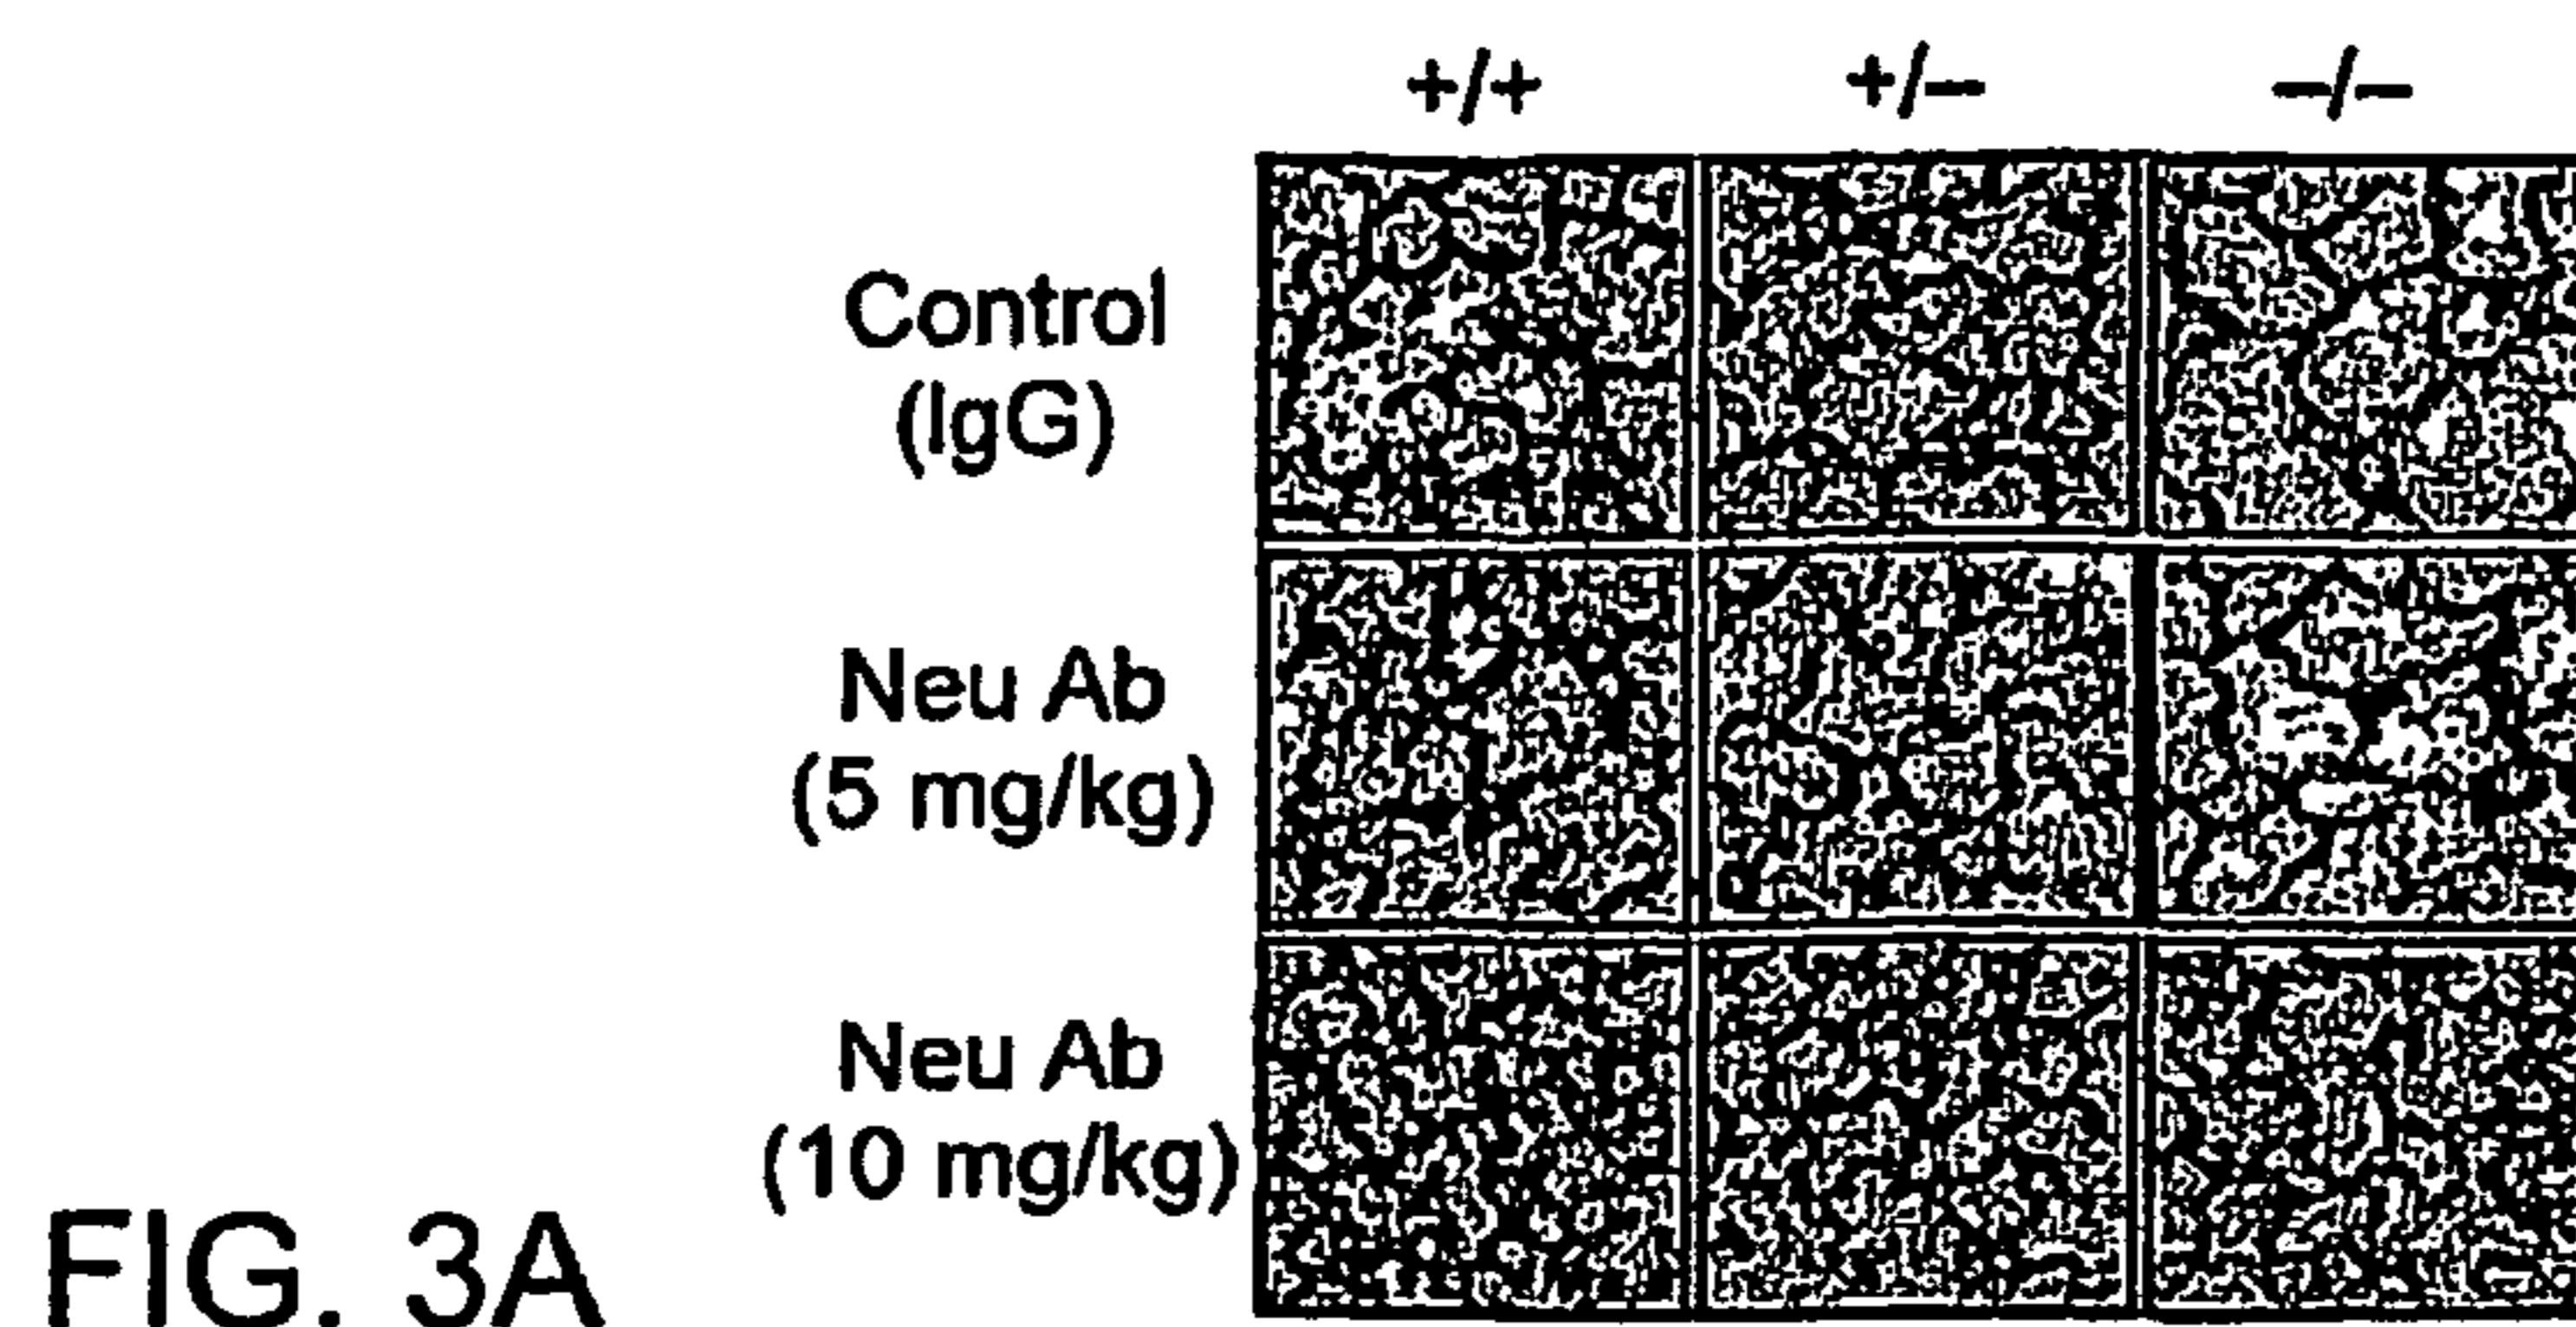 +/+ +/– –/–
Control
(IgG)
Neu Ab
(5 mg/kg)
Neu Ab
(10 mg/kg)
FIG. 3A